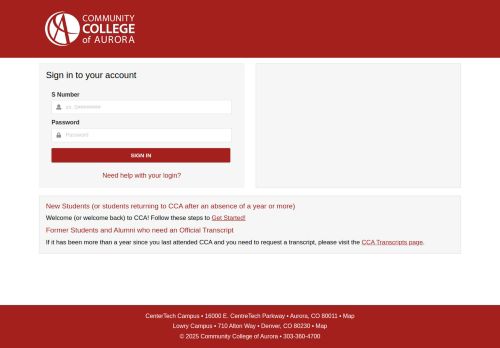 COMMUNITY
COLLEGE
of AURORA
Sign in to your account
S Number
Password
Password
SIGN IN
Need help with your login?
New Students (or students returning to CCA after an absence of a year or more)
Welcome (or welcome back) to CCA! Follow these steps to Get Started!
Former Students and Alumni who need an Official Transcript
If it has been more than a year since you last attended CCA and you need to request a transcript, please visit the CCA Transcripts page.
CenterTech Campus • 16000 E. CentreTech Parkway • Aurora, CO 80011 • Map
Lowry Campus • 710 Alton Way • Denver, CO 80230 • Map
© 2025 Community College of Aurora • 303-360-4700